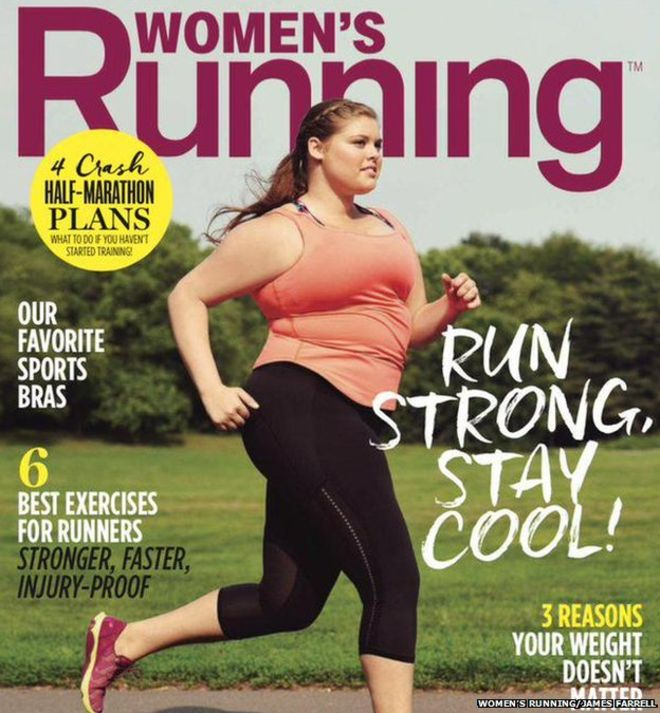 WOMEN'S
Running™
4 Crash
HALF-MARATHON
PLANS
WHAT TO DO IF YOU HAVEN'T
STARTED TRAINING!
OUR
FAVORITE
SPORTS
BRAS
RUN
STRONG,
STAY
COOL!
6
BEST EXERCISES
FOR RUNNERS
STRONGER, FASTER,
INJURY-PROOF
3 REASONS
YOUR WEIGHT
DOESN'T
MATTER
WOMEN'S RUNNING/JAMES FARRELL